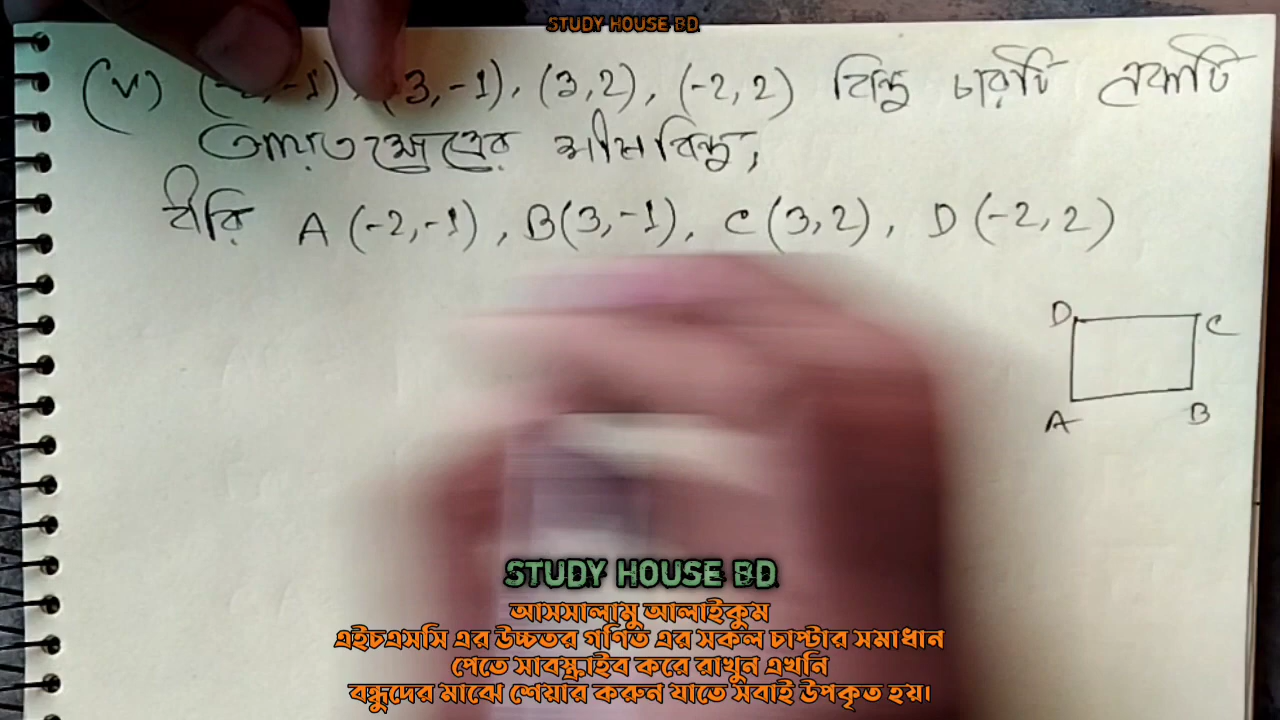 STUDY HOUSE BD
(v) (-2,-1), (3,-1), (3,2), (-2,2) বিন্দু চারটি একটি
আয়তক্ষেত্রের শীর্ষবিন্দু,
ধরি A (-2,-1), B(3,-1), C (3,2), D (-2,2)
D C
A B
STUDY HOUSE BD
আসসালামু আলাইকুম
এইচএসসি এর উচ্চতর গণিত এর সকল চাপ্টার সমাধান
পেতে সাবস্ক্রাইব করে রাখুন এখনি
বন্ধুদের মাঝে শেয়ার করুন যাতে সবাই উপকৃত হয়।